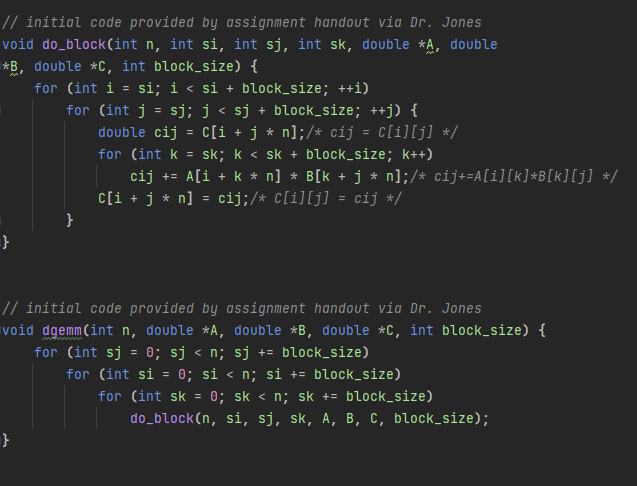 // initial code provided by assignment handout via Dr. Jones
void do_block(int n, int si, int sj, int sk, double *A, double
*B, double *C, int block_size) {
    for (int i = si; i < si + block_size; ++i)
        for (int j = sj; j < sj + block_size; ++j) {
            double cij = C[i + j * n];/* cij = C[i][j] */
            for (int k = sk; k < sk + block_size; k++)
                cij += A[i + k * n] * B[k + j * n];/* cij+=A[i][k]*B[k][j] */
            C[i + j * n] = cij;/* C[i][j] = cij */
        }
}
// initial code provided by assignment handout via Dr. Jones
void dgemm(int n, double *A, double *B, double *C, int block_size) {
    for (int sj = 0; sj < n; sj += block_size)
        for (int si = 0; si < n; si += block_size)
            for (int sk = 0; sk < n; sk += block_size)
                do_block(n, si, sj, sk, A, B, C, block_size);
}